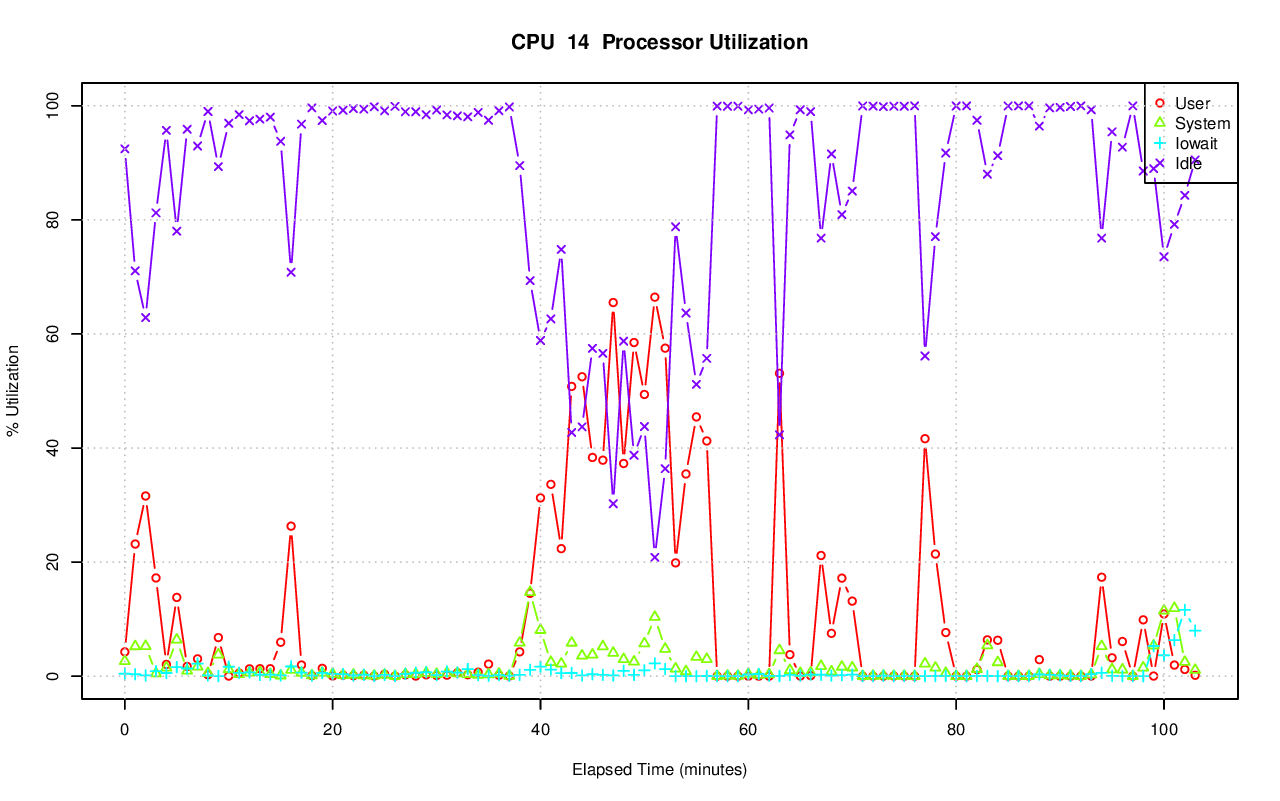 CPU 14 Processor Utilization
% Utilization
100
80
60
40
20
0
User
System
Iowait
Idle
0 20 40 60 80 100
Elapsed Time (minutes)